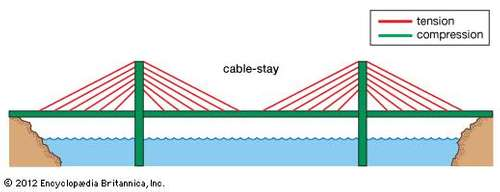 tension
compression
cable-stay
© 2012 Encyclopædia Britannica, Inc.